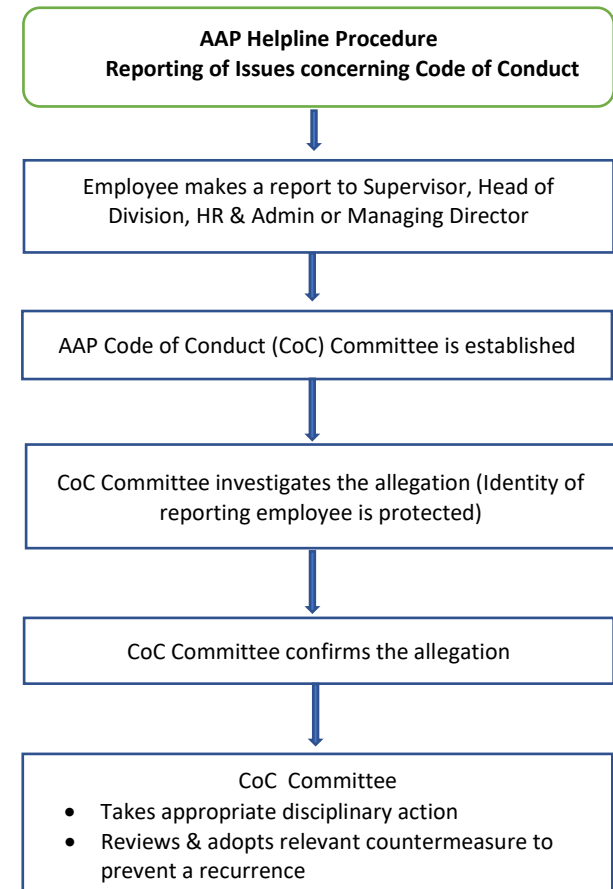 AAP Helpline Procedure
Reporting of Issues concerning Code of Conduct
Employee makes a report to Supervisor, Head of
Division, HR & Admin or Managing Director
AAP Code of Conduct (CoC) Committee is established
CoC Committee investigates the allegation (Identity of
reporting employee is protected)
CoC Committee confirms the allegation
CoC Committee
• Takes appropriate disciplinary action
• Reviews & adopts relevant countermeasure to
prevent a recurrence